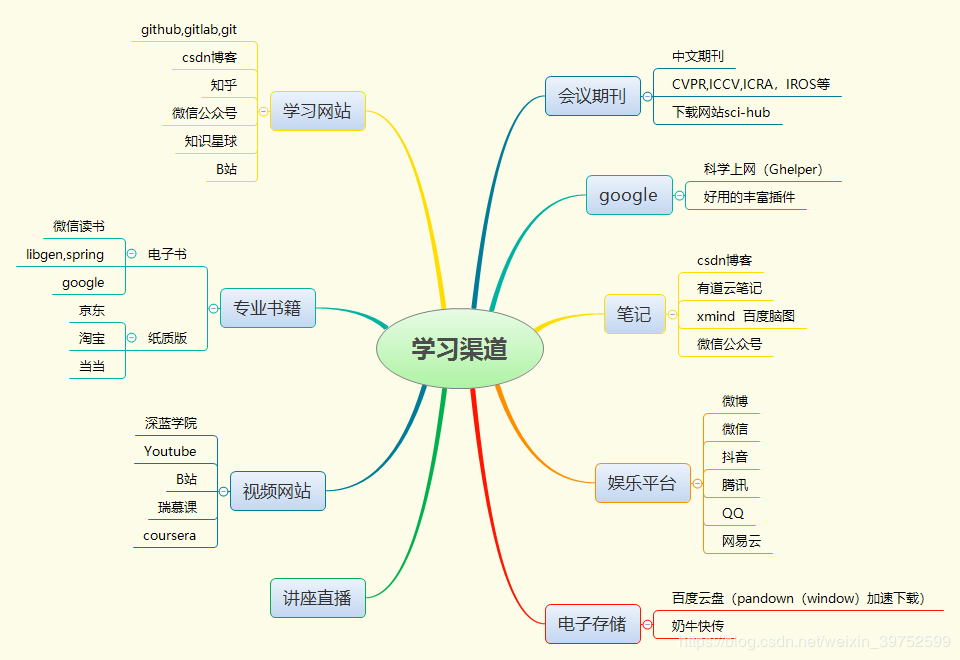 学习渠道
会议期刊
中文期刊
CVPR,ICCV,ICRA，IROS等
下载网站sci-hub
google
科学上网（Ghelper）
好用的丰富插件
笔记
csdn博客
有道云笔记
xmind 百度脑图
微信公众号
娱乐平台
微博
微信
抖音
腾讯
QQ
网易云
电子存储
百度云盘（pandown（window）加速下载）
奶牛快传
讲座直播
视频网站
深蓝学院
Youtube
B站
瑞慕课
coursera
专业书籍
电子书
微信读书
libgen,spring
google
纸质版
京东
淘宝
当当
学习网站
github,gitlab,git
csdn博客
知乎
微信公众号
知识星球
B站
https://blog.csdn.net/weixin_39752599